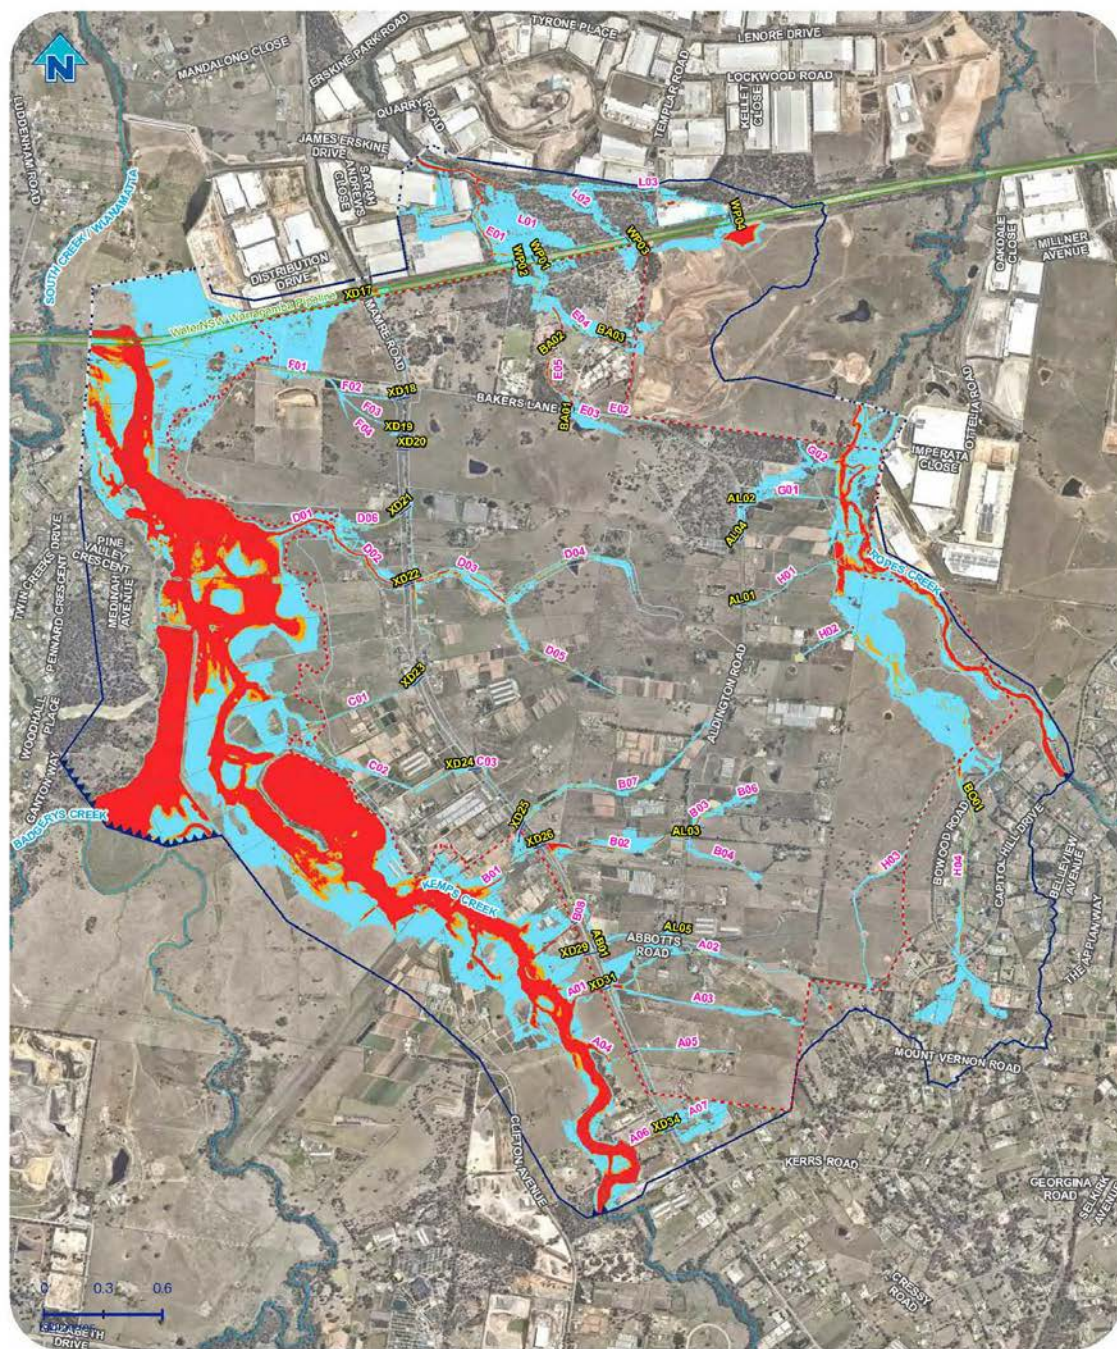 TYRONE PLACE
LENORE DRIVE
ERSKINE PARK ROAD
MANDALONG CLOSE
N
LOCKWOOD ROAD
KELLET
CLOSE
TEMPLAR ROAD
QUARRY
ROAD
LUDDENHAM ROAD
JAMES ERSKINE
DRIVE
SARAH
ANDREWS
CLOSE
SOUTH CREEK / WIANAMATTA
L03
L02
WP04
L01
E01
WP03
WP01
WP02
OAKDALE
CLOSE
MILLNER
AVENUE
DISTRIBUTION
DRIVE
XD17
MAMRE ROAD
WaterNSW Warragamba Pipeline
E04
BA03
BA02
F01
E05
F02
XD18
BAKERS LANE
E02
E03
BA01
F03
F04
XD19
XD20
OTTELIA ROAD
IMPERATA
CLOSE
G02
G01
AL02
XD21
D06
D01
AL04
PINE
VALLEY
CRESCENT
TWIN CREEKS DRIVE
PENNARD CRESCENT
MEDINAH
AVENUE
D02
XD22
D03
D04
ROPES CREEK
H01
AL01
H02
D05
XD23
C01
ALDINGTON ROAD
WOODHALL
PLACE
GANTON WAY
C02
XD24
C03
B07
B03
B06
BO01
BADGERYS CREEK
XD25
XD26
AL03
B02
B04
BOWOOD ROAD
CAPITOL HILL DRIVE
BELLEVIEW
AVENUE
H03
H04
B01
KEMPS CREEK
B08
AB01
AL05
ABBOTTS
ROAD
A02
XD29
THE APPIAN WAY
A01
XD31
A03
A04
A05
MOUNT VERNON ROAD
A07
XD34
A06
CLIFTON AVENUE
KERRS ROAD
GEORGINA
ROAD
SELKIRK
AVENUE
CRESSY
ROAD
0 0.3 0.6
DRIVE